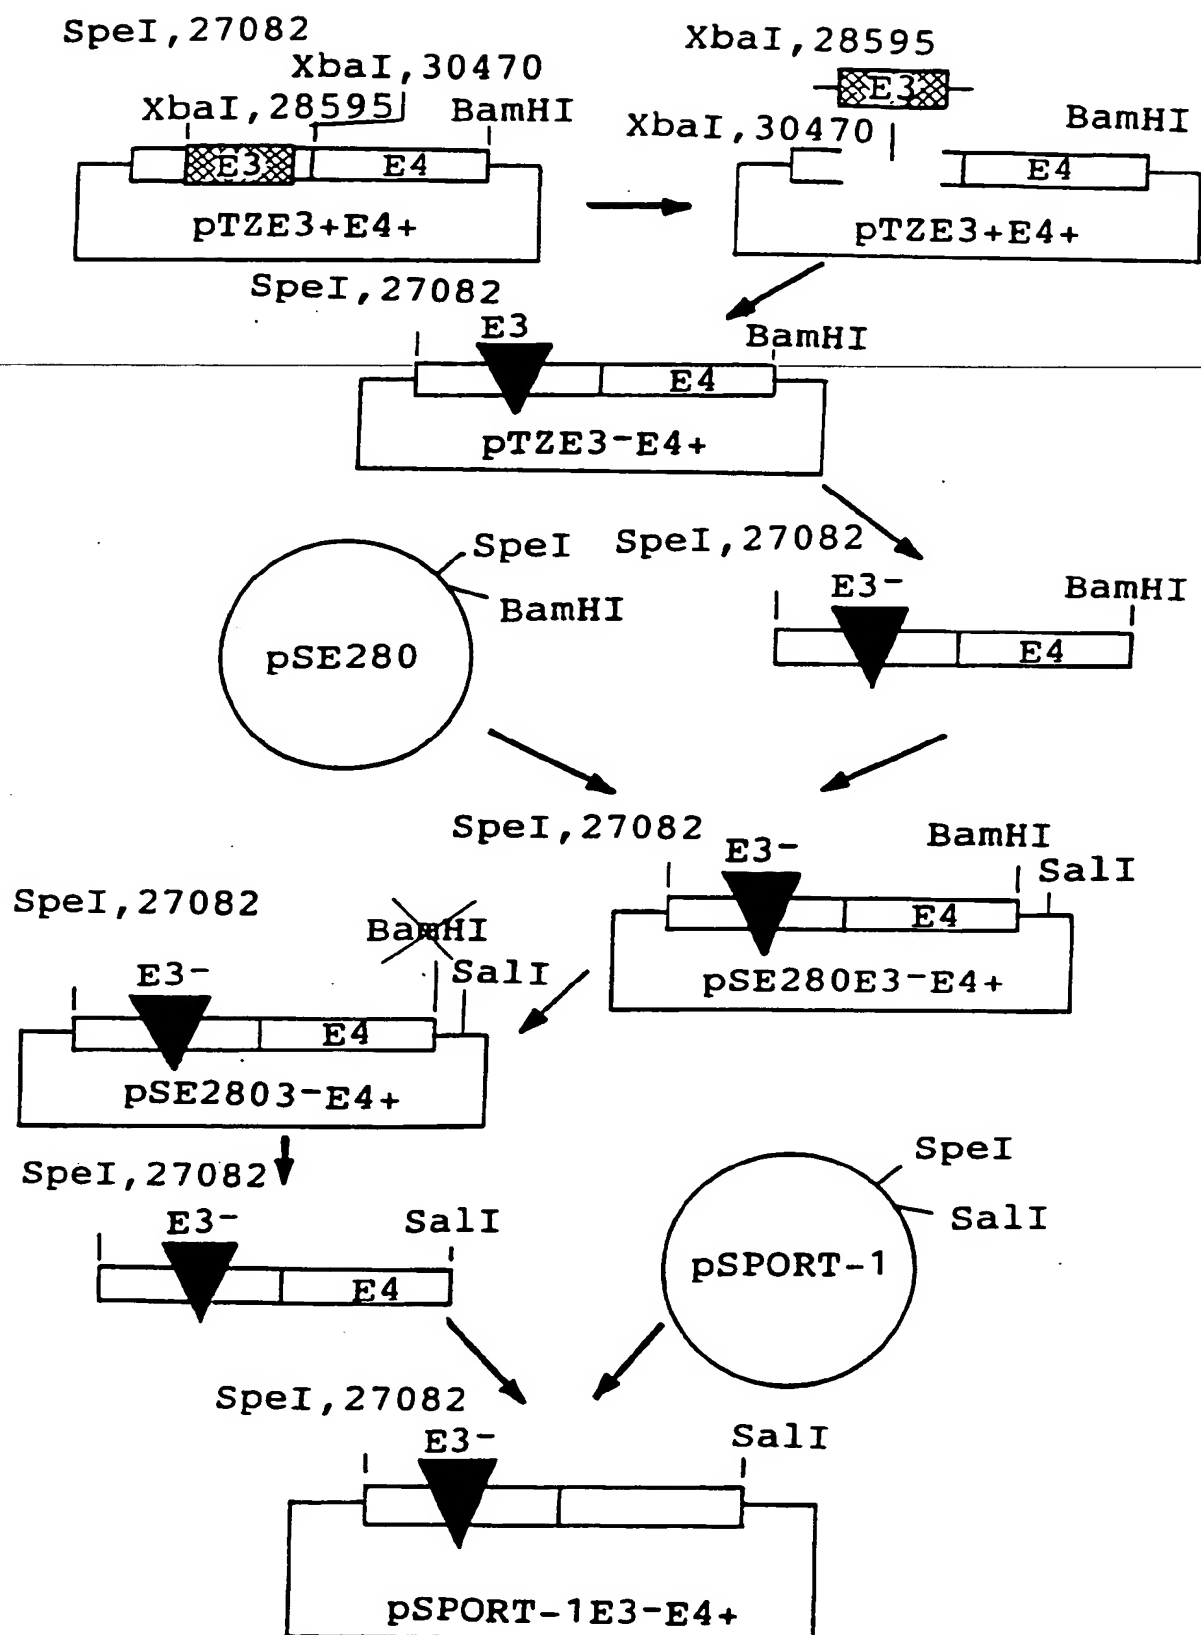 SpeI,27082
XbaI,30470
XbaI,28595
BamHI
E3
E4
pTZE3+E4+
XbaI,28595
E3
XbaI,30470
BamHI
E4
pTZE3+E4+
SpeI,27082
E3
BamHI
E4
pTZE3-E4+
SpeI
BamHI
pSE280
SpeI,27082
E3-
BamHI
E4
SpeI,27082
E3-
BamHI
SalI
E4
pSE280E3-E4+
SpeI,27082
BamHI
E3-
SalI
E4
pSE2803-E4+
SpeI,27082
E3-
SalI
E4
SpeI
SalI
pSPORT-1
SpeI,27082
E3-
SalI
pSPORT-1E3-E4+